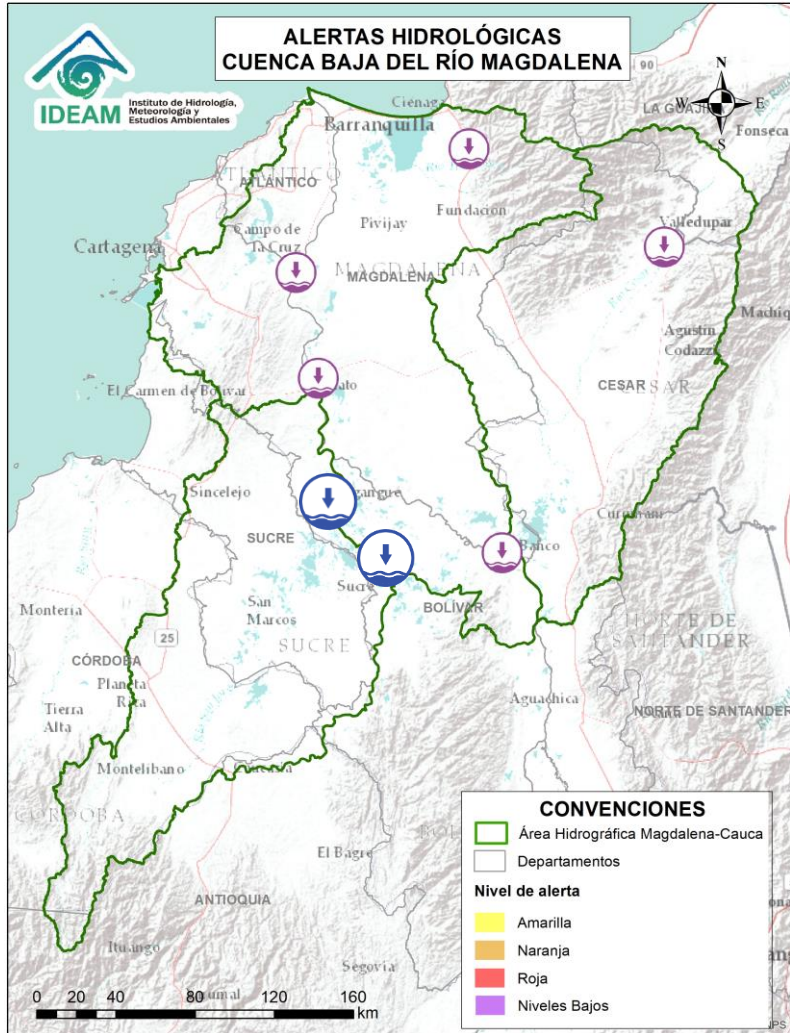 ALERTAS HIDROLÓGICAS
CUENCA BAJA DEL RÍO MAGDALENA
IDEAM
Instituto de Hidrología,
Meteorología y
Estudios Ambientales
N
W E
S
90
LA GUAJIRA
Fonseca
Ciénaga
Barranquilla
ATLÁNTICO
ATLÁNTICO
Fundación
Pivijay
Valledupar
Campo de
la Cruz
Cartagena
MAGDALENA
MAGDALENA
Agustín
Codazzi
CESAR
CESAR
El Carmen de Bolívar
Sincelejo
SUCRE
Banco
Sucre
BOLÍVAR
San
Marcos
SUCRE
Montería
25
NORTE DE
SANTANDER
CÓRDOBA
Planeta
Rica
Tierra
Alta
Aguachica
NORTE DE SANTANDER
Montelibano
CÓRDOBA
El Bagre
ANTIOQUIA
Ituango
Segovia
CONVENCIONES
Área Hidrográfica Magdalena-Cauca
Departamentos
Nivel de alerta
Amarilla
Naranja
Roja
Niveles Bajos
0 20 40 80 120 160
km